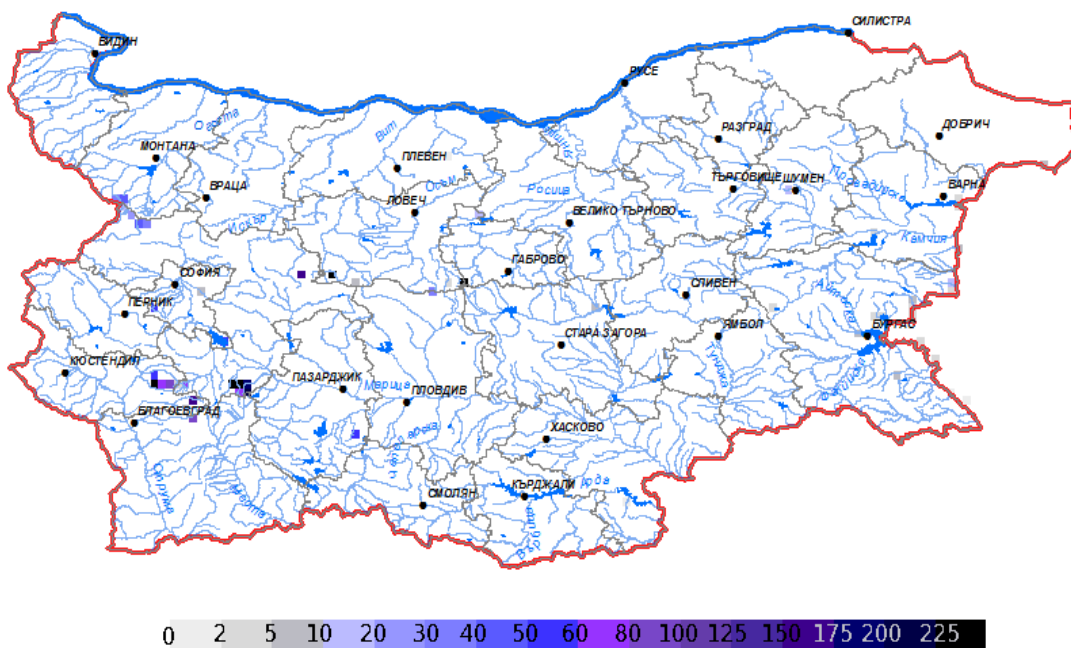 СИЛИСТРА
ВИДИН
РУСЕ
Огоста
Вит
РАЗГРАД
ДОБРИЧ
МОНТАНА
ПЛЕВЕН
ВРАЦА
Осъм
Росица
ТЪРГОВИЩЕ
ШУМЕН
ВАРНА
ЛОВЕЧ
Искър
ВЕЛИКО ТЪРНОВО
Камчия
СОФИЯ
ГАБРОВО
ПЕРНИК
СЛИВЕН
СТАРА ЗАГОРА
ЯМБОЛ
БУРГАС
Тунджа
КЮСТЕНДИЛ
ПАЗАРДЖИК
Марица
ПЛОВДИВ
БЛАГОЕВГРАД
ХАСКОВО
Струма
Места
СМОЛЯН
КЪРДЖАЛИ
0 2 5 10 20 30 40 50 60 80 100 125 150 175 200 225